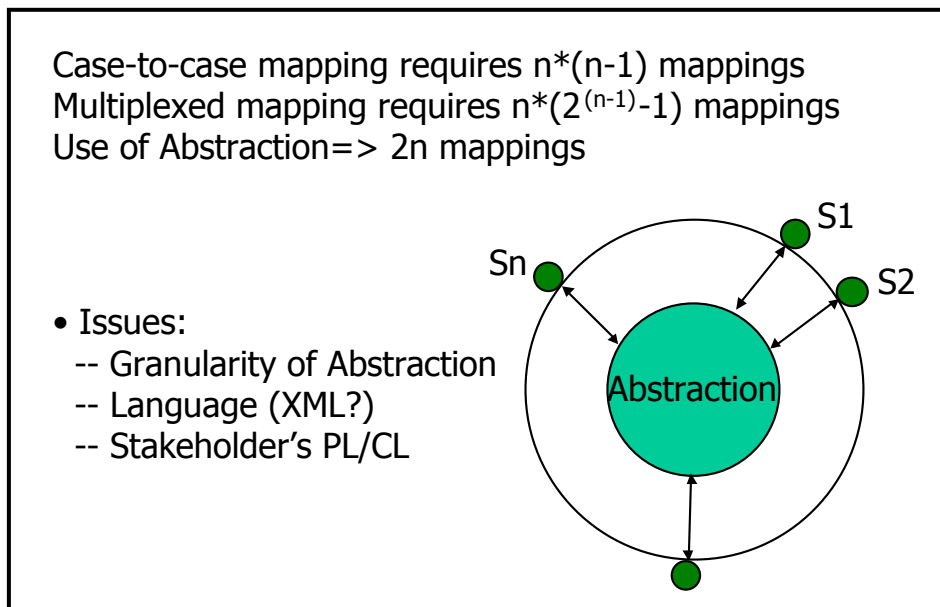 Case-to-case mapping requires n*(n-1) mappings
Multiplexed mapping requires n*(2^(n-1)-1) mappings
Use of Abstraction=> 2n mappings
S1
Sn
S2
• Issues:
-- Granularity of Abstraction
-- Language (XML?)
-- Stakeholder's PL/CL
Abstraction